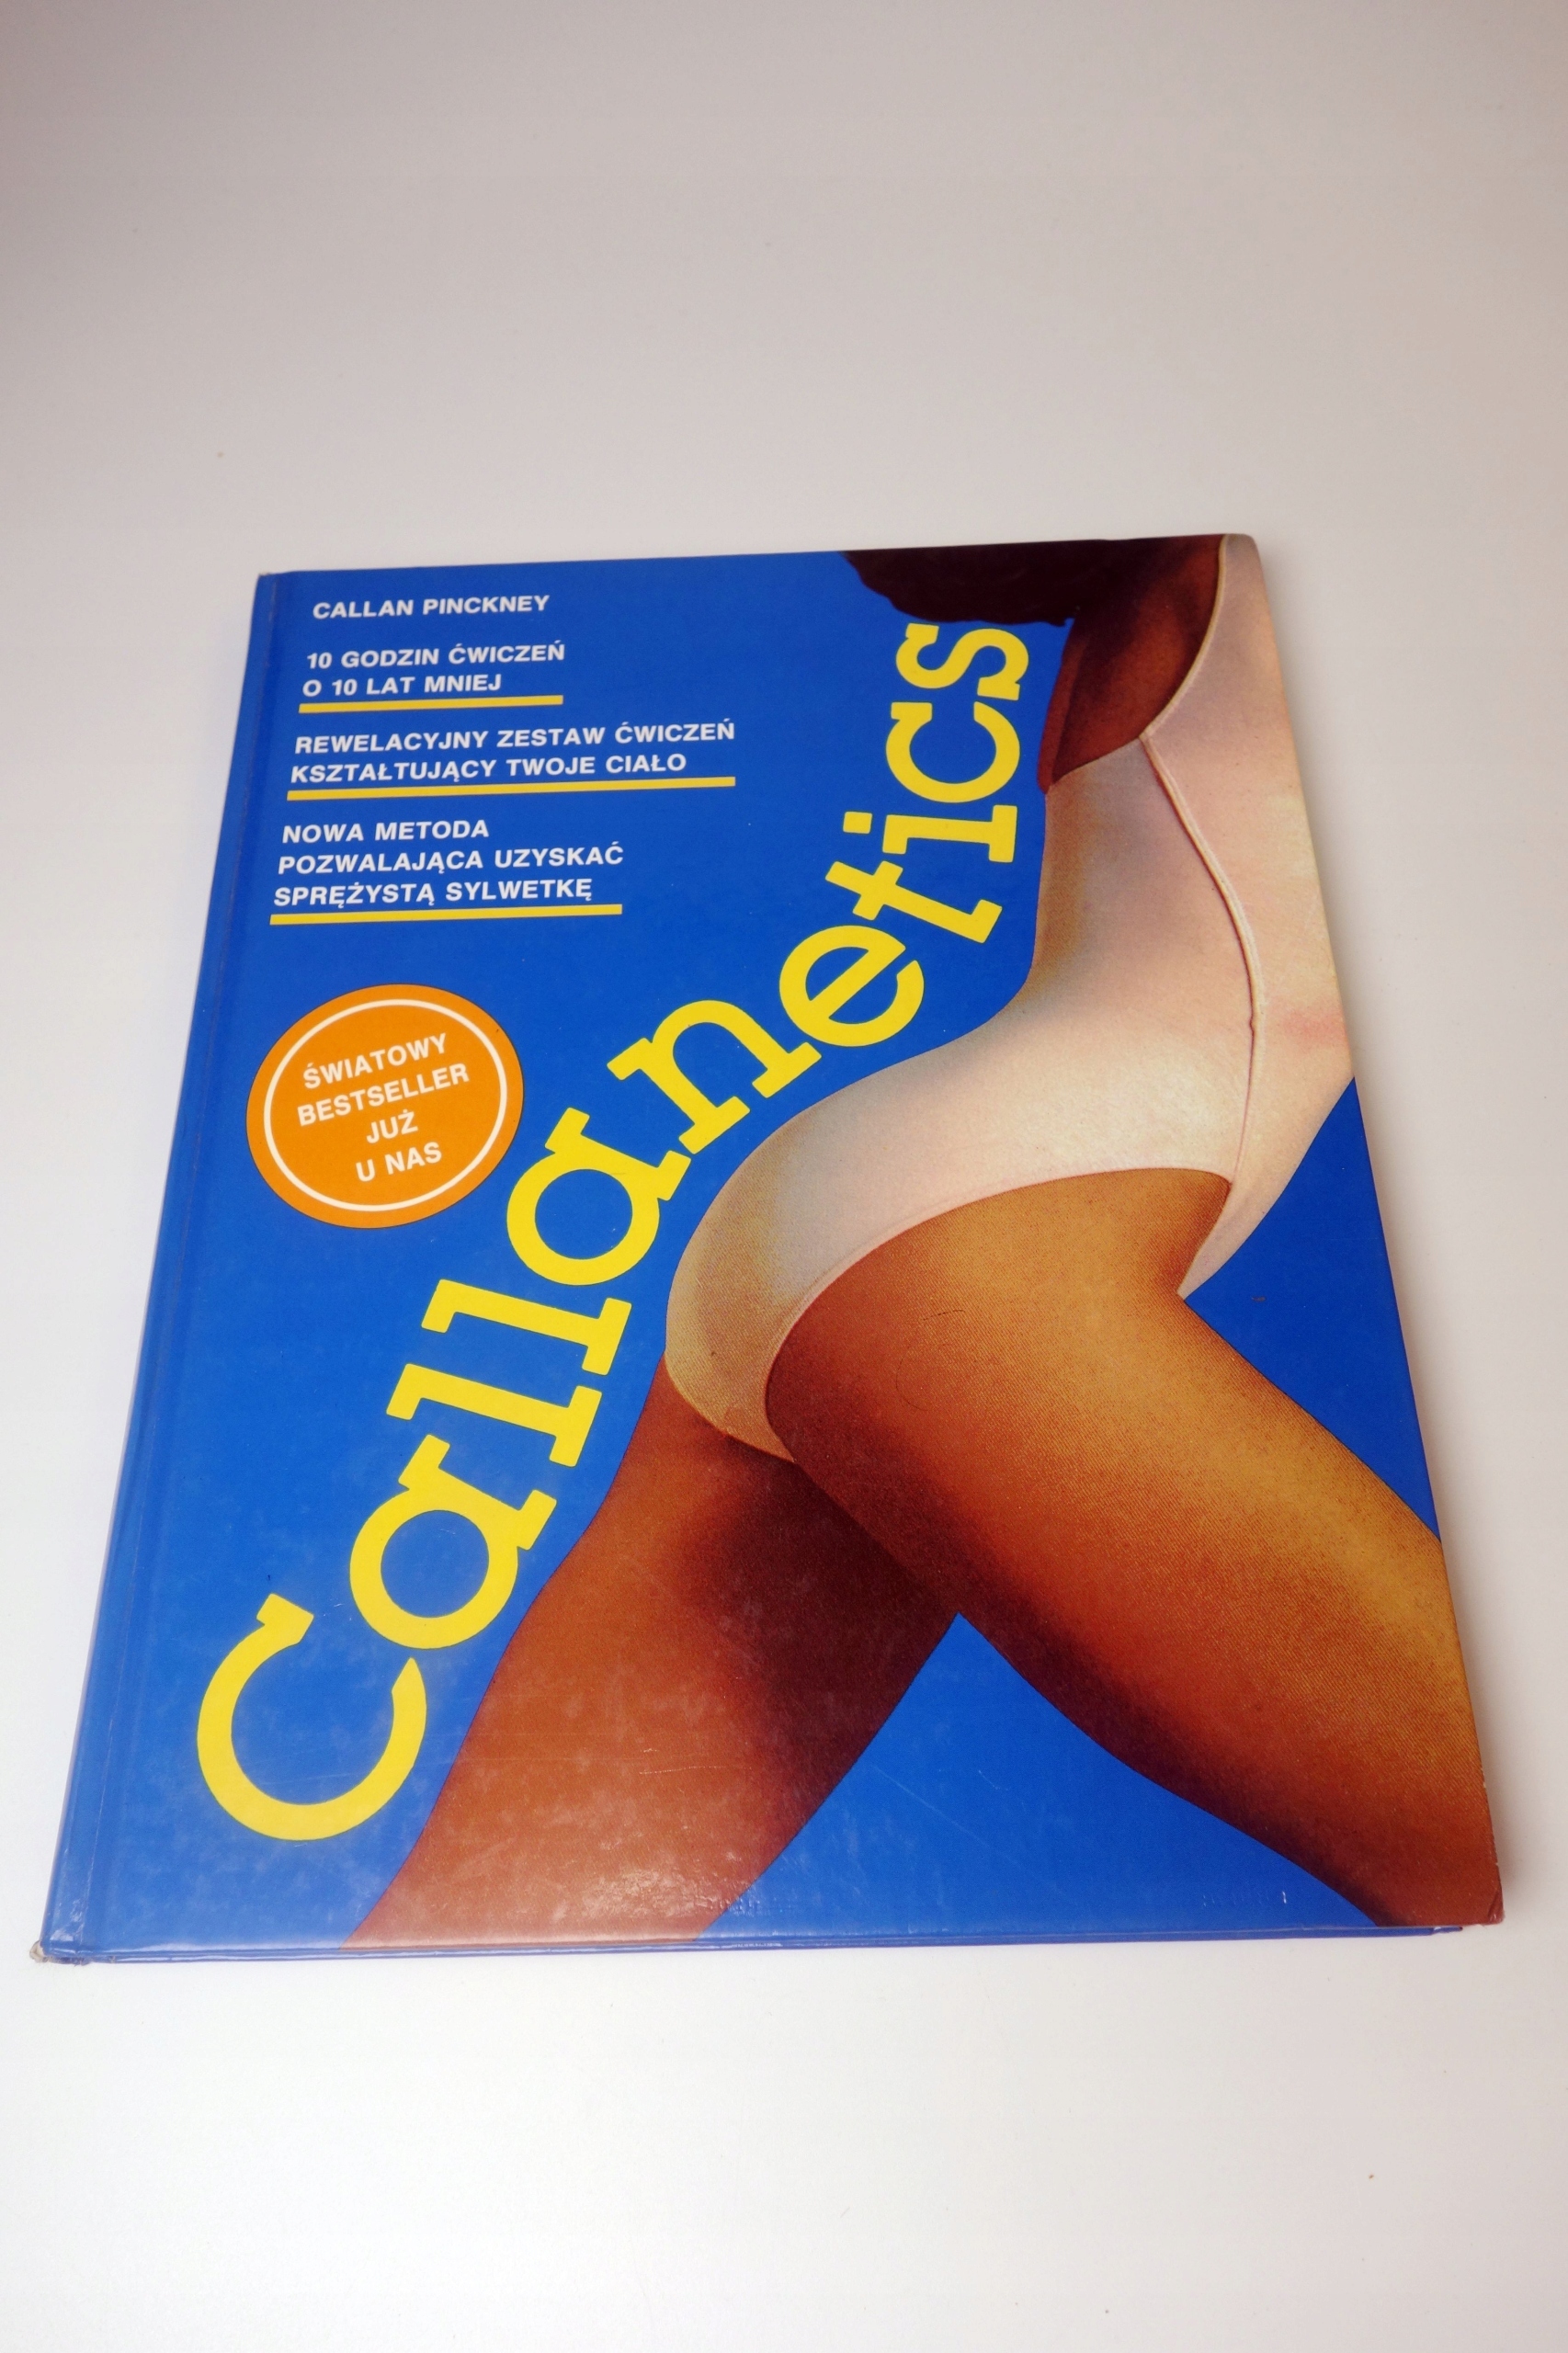 CALLAN PINCKNEY
10 GODZIN ĆWICZEŃ
O 10 LAT MNIEJ
REWELACYJNY ZESTAW ĆWICZEŃ
KSZTAŁTUJĄCY TWOJE CIAŁO
NOWA METODA
POZWALAJĄCA UZYSKAĆ
SPRĘŻYSTĄ SYLWETKĘ
ŚWIATOWY
BESTSELLER
JUŻ
U NAS
Callanetics